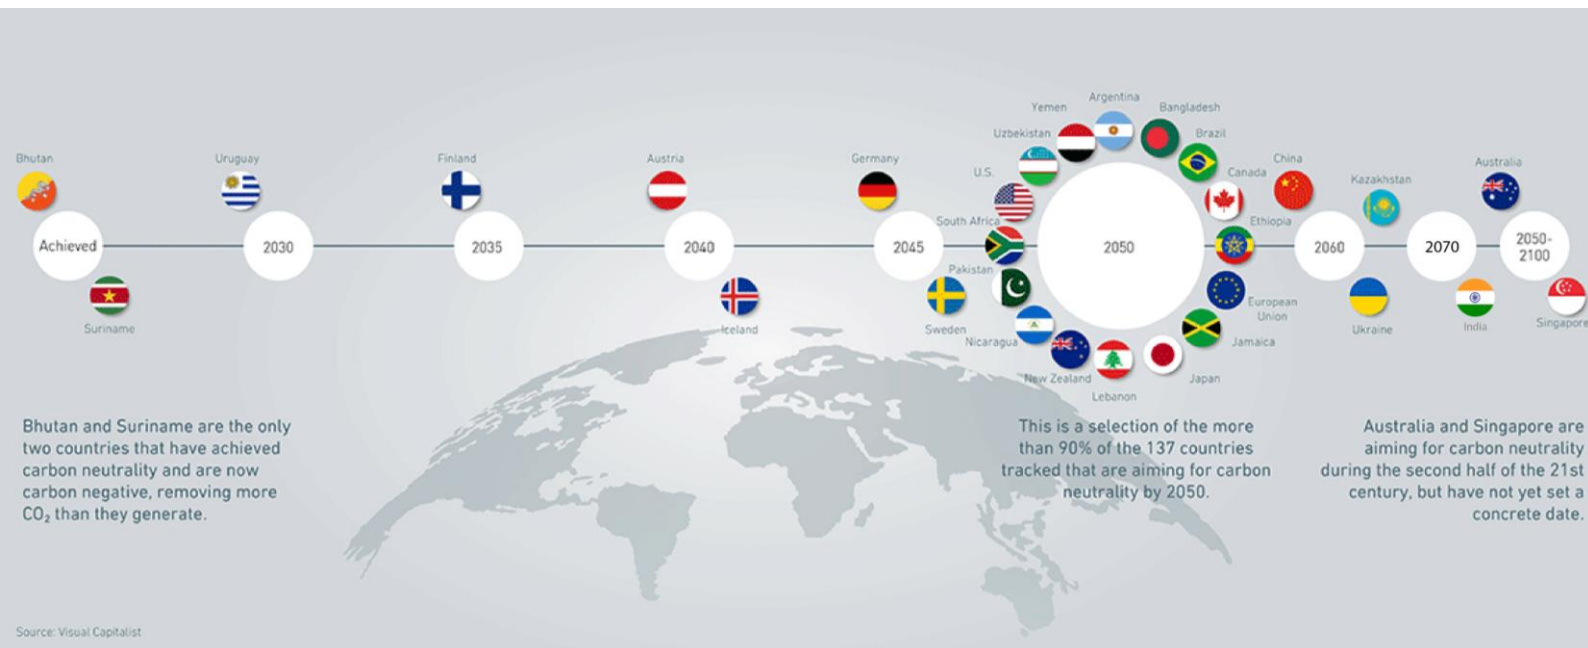 Bhutan
Suriname
Achieved
Uruguay
2030
Finland
2035
Austria
2040
Iceland
Germany
2045
Sweden
2050
Argentina
Bangladesh
Brazil
Canada
Ethiopia
European
Union
Jamaica
Japan
Lebanon
New Zealand
Nicaragua
Pakistan
South Africa
U.S.
Uzbekistan
Yemen
China
2060
Kazakhstan
Ukraine
2070
India
Australia
2050-
2100
Singapore
Bhutan and Suriname are the only
two countries that have achieved
carbon neutrality and are now
carbon negative, removing more
CO₂ than they generate.
This is a selection of the more
than 90% of the 137 countries
tracked that are aiming for carbon
neutrality by 2050.
Australia and Singapore are
aiming for carbon neutrality
during the second half of the 21st
century, but have not yet set a
concrete date.
Source: Visual Capitalist